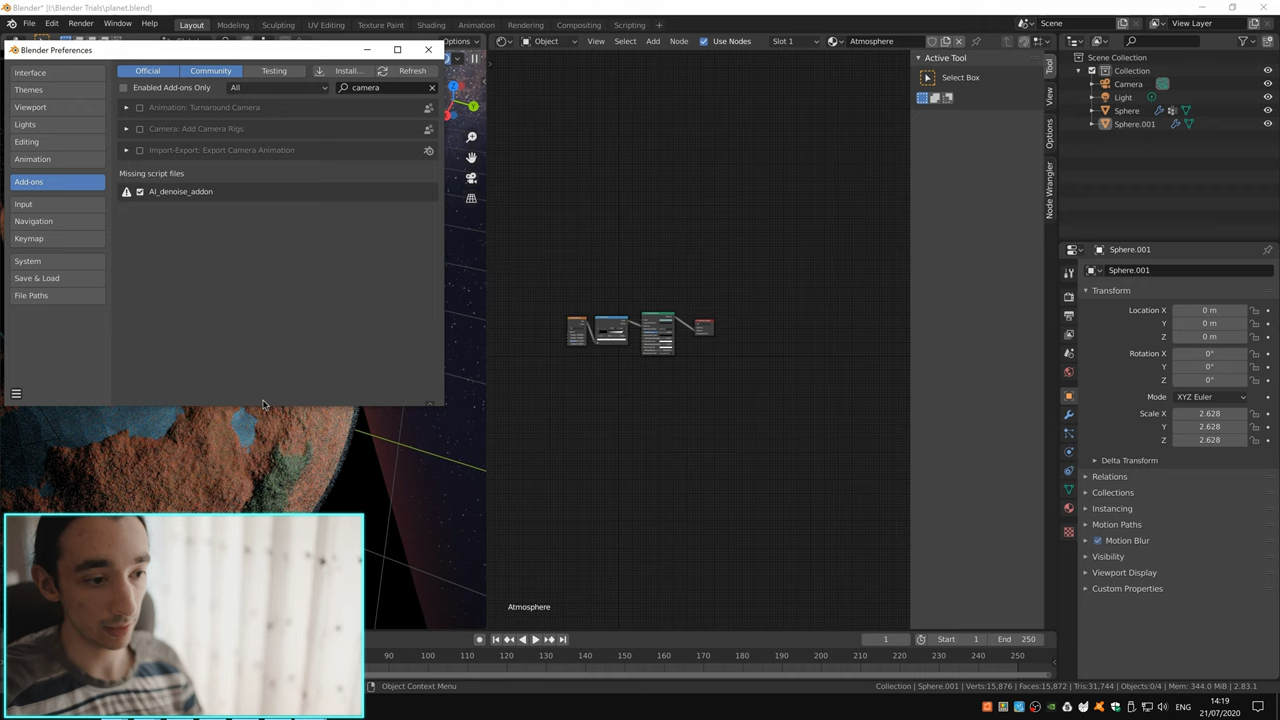 Blender* [I:\Blender Trials\planet.blend]
File Edit Render Window Help Layout Modeling Sculpting UV Editing Texture Paint Shading Animation Rendering Compositing Scripting Scene View Layer
Options Object View Select Add Node Use Nodes Slot 1 Atmosphere
Blender Preferences
Interface
Themes
Viewport
Lights
Editing
Animation
Add-ons
Input
Navigation
Keymap
System
Save & Load
File Paths
Official Community Testing Install... Refresh
Enabled Add-ons Only All camera
Animation: Turnaround Camera
Camera: Add Camera Rigs
Import-Export: Export Camera Animation
Missing script files
AI_denoise_addon
Z
Y
Atmosphere
Active Tool
Select Box
Tool
View
Options
Node Wrangler
Scene Collection
Collection
Camera
Light
Sphere
Sphere.001
Sphere.001
Sphere.001
Transform
Location X 0 m
Y 0 m
Z 0 m
Rotation X 0°
Y 0°
Z 0°
Mode XYZ Euler
Scale X 2.628
Y 2.628
Z 2.628
Delta Transform
Relations
Collections
Instancing
Motion Paths
Motion Blur
Visibility
Viewport Display
Custom Properties
1 Start 1 End 250
90 100 110 120 130 140 150 160 170 180 190 200 210 220 230 240 250
Object Context Menu
Collection | Sphere.001 | Verts:15,876 | Faces:15,872 | Tris:31,744 | Objects:0/4 | Mem: 344.0 MiB | 2.83.1
ENG
14:19
21/07/2020